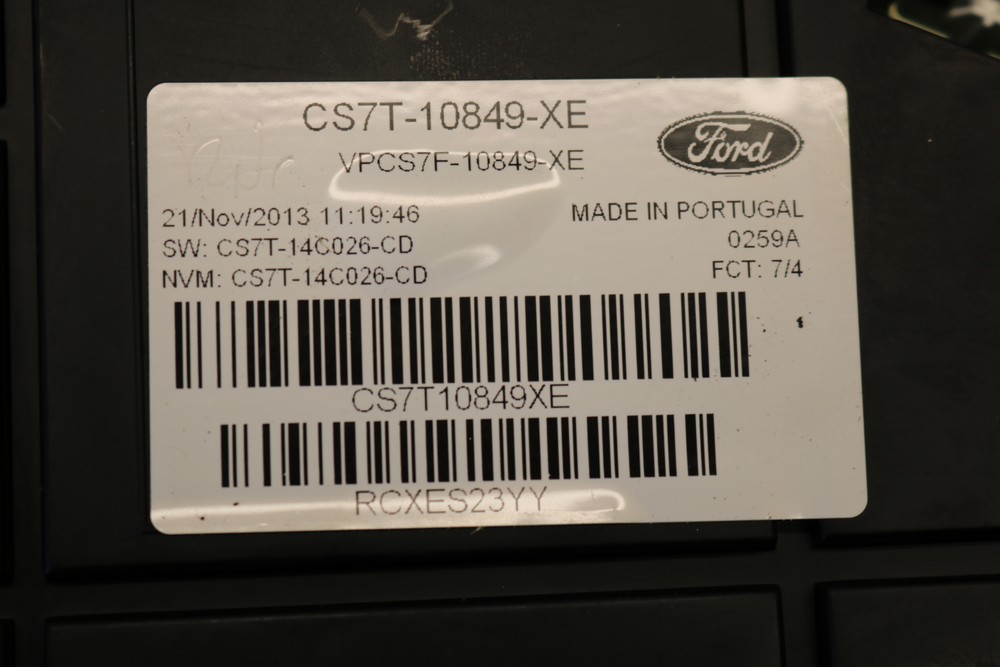 CS7T-10849-XE
VPCS7F-10849-XE
Ford
21/Nov/2013 11:19:46
MADE IN PORTUGAL
SW: CS7T-14C026-CD
0259A
NVM: CS7T-14C026-CD
FCT: 7/4
CS7T10849XE
RCXES23YY